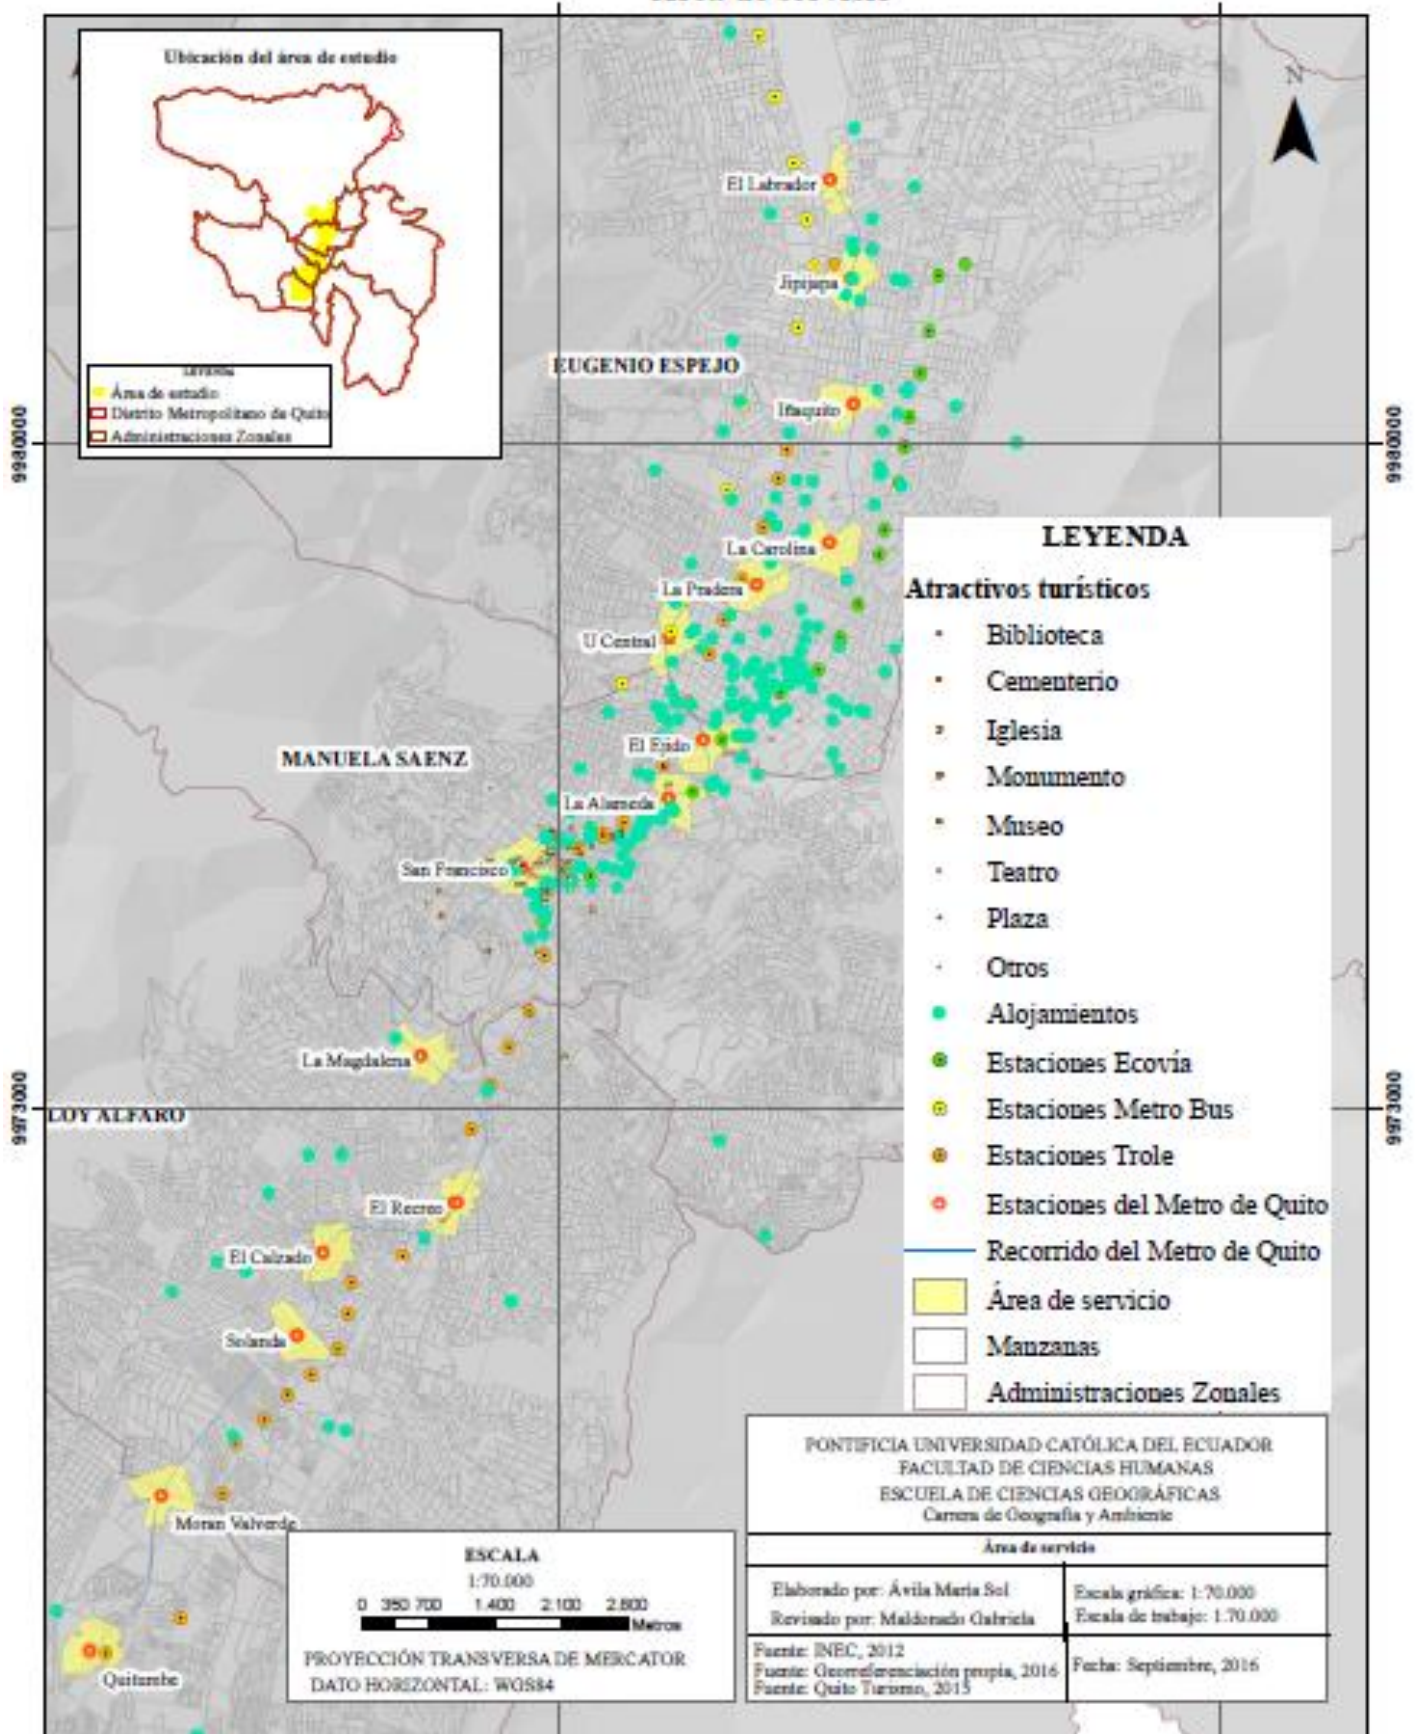 Ubicación del área de estudio
LEYENDA
Área de estudio
Distrito Metropolitano de Quito
Administraciones Zonales
N
El Labrador
Jipijapa
EUGENIO ESPEJO
Iñaquito
9980000
9980000
La Carolina
La Pradera
U Central
MANUELA SAENZ
El Ejido
La Alameda
San Francisco
La Magdalena
9973000
9973000
LOY ALFARO
El Recreo
El Calzado
Solanda
Moran Valverde
Quitumbe
LEYENDA
Atractivos turísticos
Biblioteca
Cementerio
Iglesia
Monumento
Museo
Teatro
Plaza
Otros
Alojamientos
Estaciones Ecovía
Estaciones Metro Bus
Estaciones Trole
Estaciones del Metro de Quito
Recorrido del Metro de Quito
Área de servicio
Manzanas
Administraciones Zonales
ESCALA
1:70.000
0 350 700 1.400 2.100 2.800
Metros
PROYECCIÓN TRANSVERSA DE MERCATOR
DATO HORIZONTAL: WGS84
PONTIFICIA UNIVERSIDAD CATÓLICA DEL ECUADOR
FACULTAD DE CIENCIAS HUMANAS
ESCUELA DE CIENCIAS GEOGRÁFICAS
Carrera de Geografía y Ambiente
Área de servicio
Elaborado por: Ávila María Sol
Revisado por: Maldonado Gabriela
Escala gráfica: 1:70.000
Escala de trabajo: 1:70.000
Fuente: INEC, 2012
Fuente: Georreferenciación propia, 2016
Fuente: Quito Turismo, 2015
Fecha: Septiembre, 2016